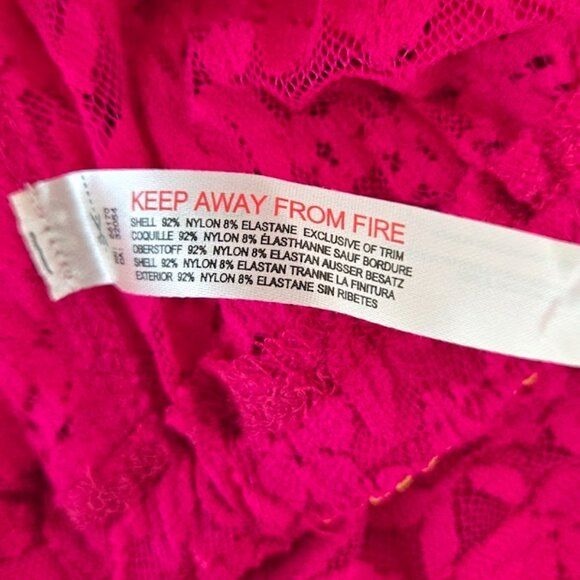 KEEP AWAY FROM FIRE
SHELL 92% NYLON 8% ELASTANE EXCLUSIVE OF TRIM
COQUILLE 92% NYLON 8% ÉLASTHANNE SAUF BORDURE
OBERSTOFF 92% NYLON 8% ELASTAN AUSSER BESATZ
SHELL 92% NYLON 8% ELASTAN TRANNE LA FINITURA
EXTERIOR 92% NYLON 8% ELASTANE SIN RIBETES